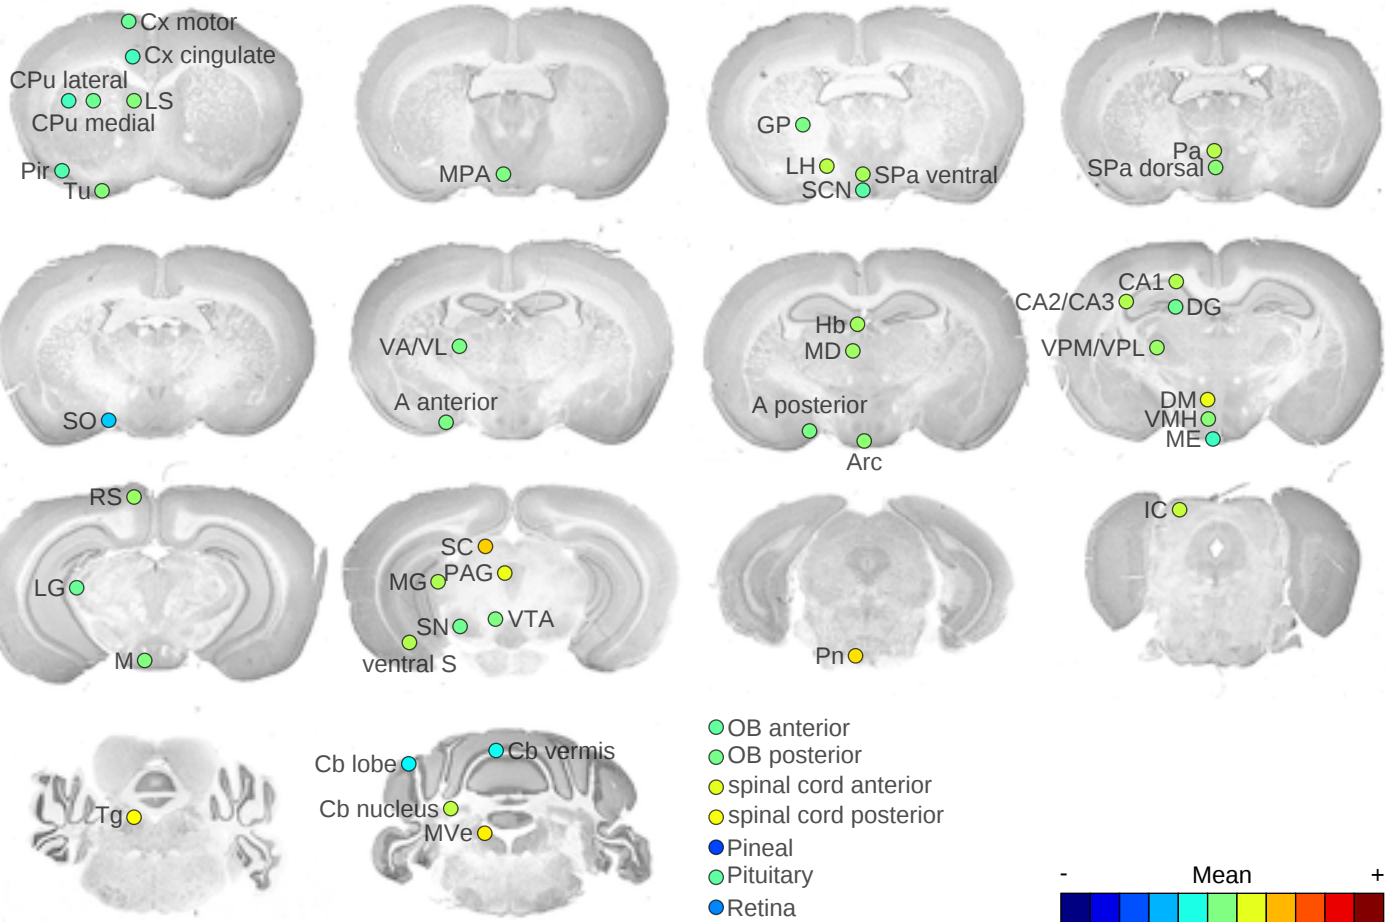 Cx motor
Cx cingulate
CPu lateral
LS
CPu medial
Pir
Tu
MPA
GP
LH
SPa ventral
SCN
Pa
SPa dorsal
SO
VA/VL
A anterior
Hb
MD
A posterior
Arc
CA1
CA2/CA3
DG
VPM/VPL
DM
VMH
ME
RS
LG
M
SC
PAG
MG
SN
VTA
ventral S
Pn
IC
Tg
Cb lobe
Cb vermis
Cb nucleus
MVe
OB anterior
OB posterior
spinal cord anterior
spinal cord posterior
Pineal
Pituitary
Retina
- Mean +